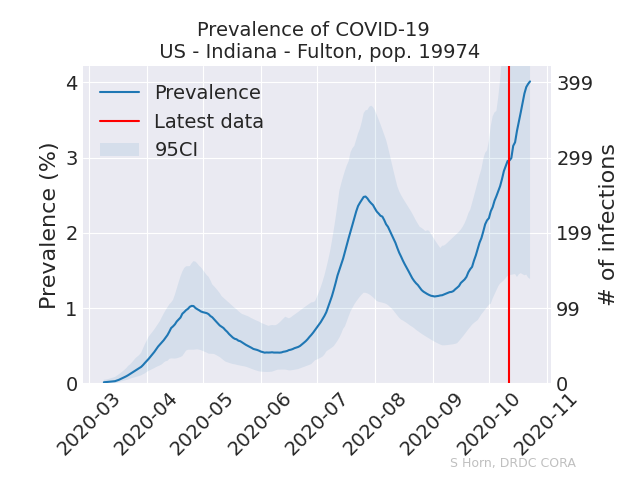 Prevalence of COVID-19
US - Indiana - Fulton, pop. 19974
Prevalence
Latest data
95CI
Prevalence (%)
4
3
2
1
0
399
299
199
99
0
# of infections
2020-03
2020-04
2020-05
2020-06
2020-07
2020-08
2020-09
2020-10
2020-11
S Horn, DRDC CORA